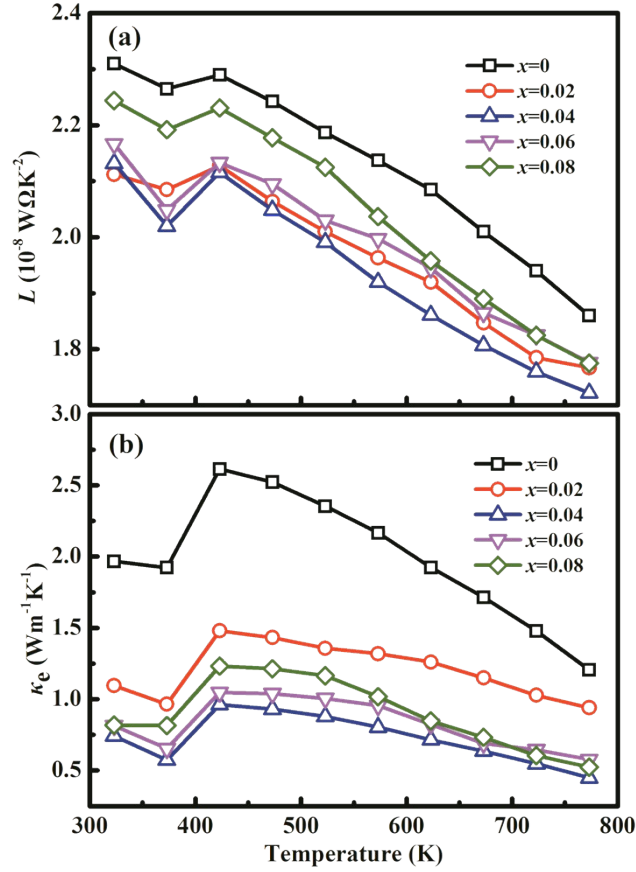 2.4
(a)
x=0
x=0.02
x=0.04
x=0.06
x=0.08
2.2
2.0
1.8
L (10⁻⁸ WΩK⁻²)
3.0
(b)
x=0
x=0.02
x=0.04
x=0.06
x=0.08
2.5
2.0
1.5
1.0
0.5
κₑ (Wm⁻¹K⁻¹)
300 400 500 600 700 800
Temperature (K)